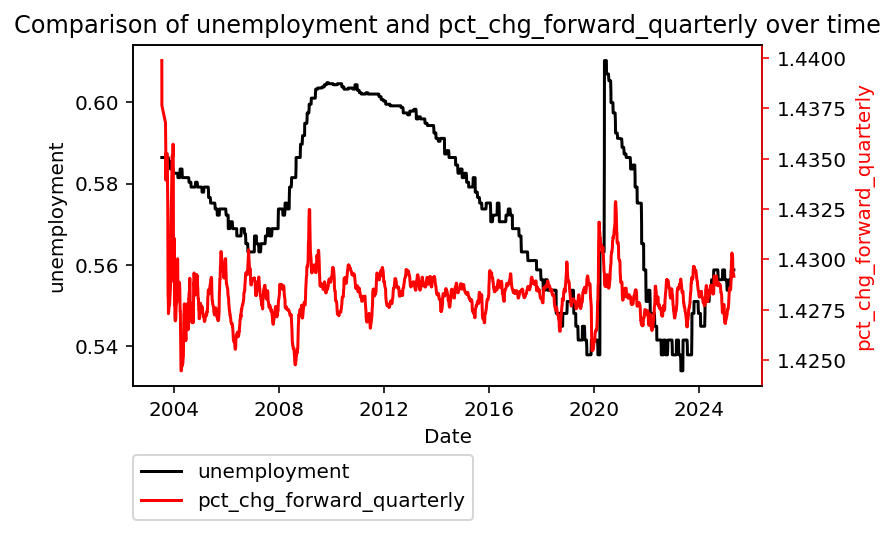 Comparison of unemployment and pct_chg_forward_quarterly over time
0.60
0.58
0.56
0.54
unemployment
1.4400
1.4375
1.4350
1.4325
1.4300
1.4275
1.4250
pct_chg_forward_quarterly
2004 2008 2012 2016 2020 2024
Date
unemployment
pct_chg_forward_quarterly